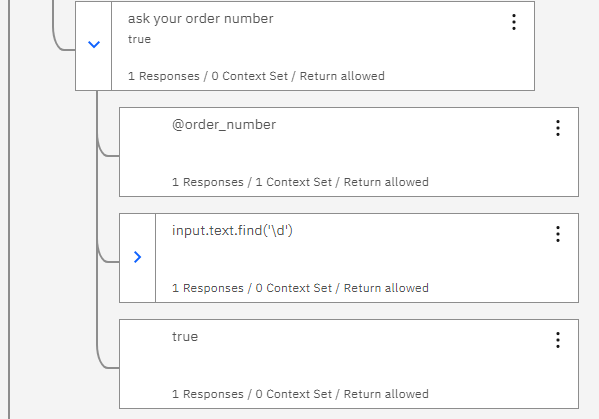 ask your order number
true
1 Responses / 0 Context Set / Return allowed
@order_number
1 Responses / 1 Context Set / Return allowed
input.text.find('\d')
1 Responses / 0 Context Set / Return allowed
true
1 Responses / 0 Context Set / Return allowed